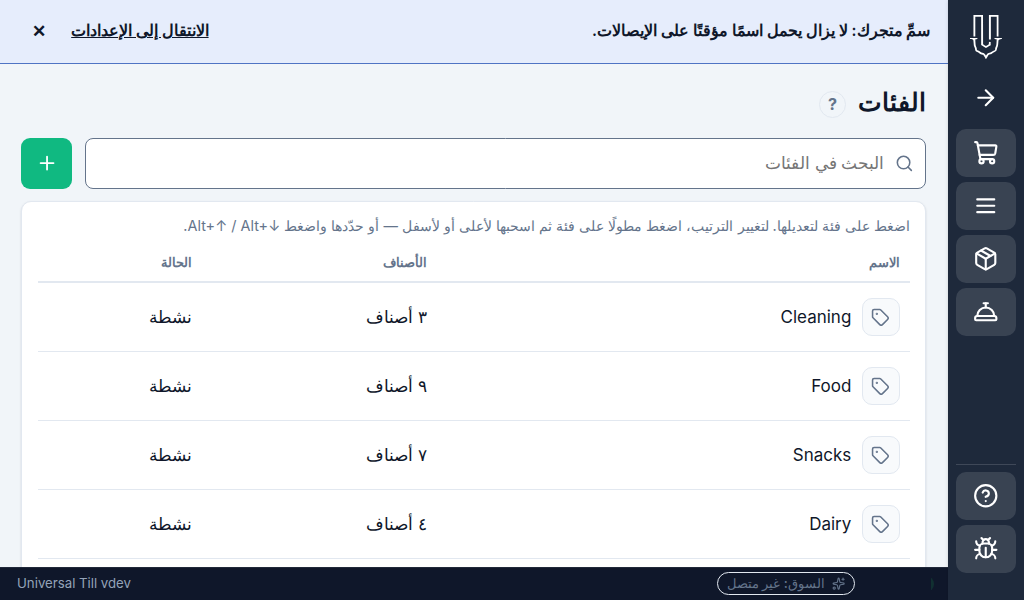 سمِّ متجرك: لا يزال يحمل اسمًا مؤقتًا على الإيصالات.
الانتقال إلى الإعدادات
✕
الفئات
?
البحث في الفئات
+
اضغط على فئة لتعديلها. لتغيير الترتيب، اضغط مطولًا على فئة ثم اسحبها لأعلى أو لأسفل — أو حدّدها واضغط Alt+↑ / Alt+↓.
الاسم الأصناف الحالة
Cleaning ٣ أصناف نشطة
Food ٩ أصناف نشطة
Snacks ٧ أصناف نشطة
Dairy ٤ أصناف نشطة
السوق: غير متصل
Universal Till vdev